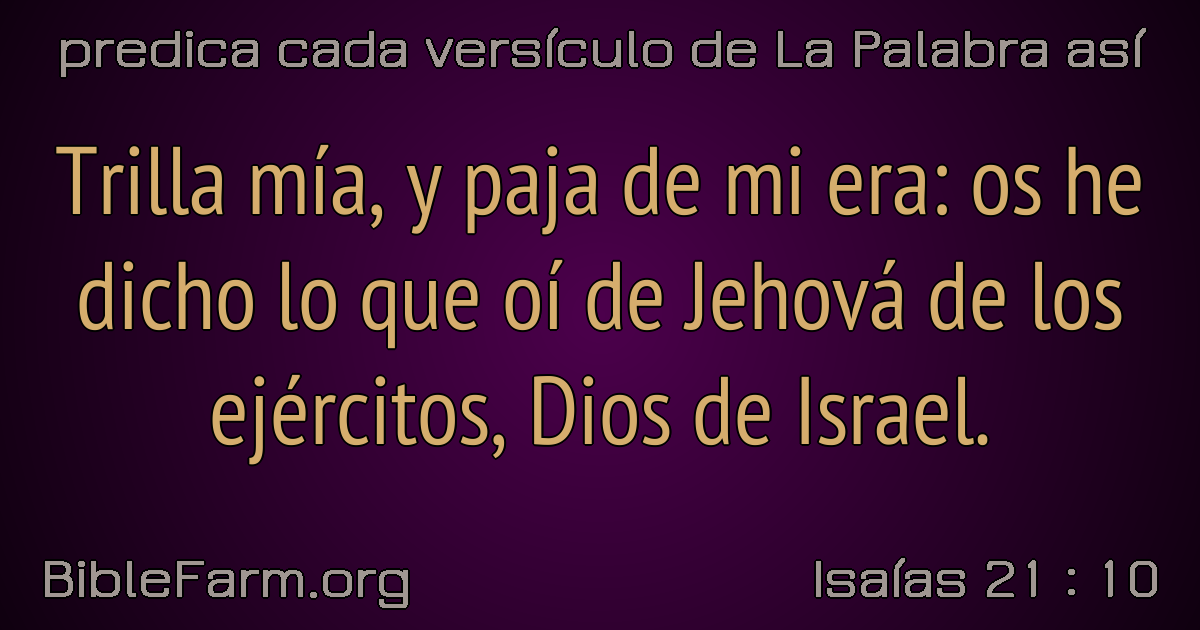 predica cada versículo de La Palabra así
Trilla mía, y paja de mi era: os he
dicho lo que oí de Jehová de los
ejércitos, Dios de Israel.
BibleFarm.org
Isaías 21 : 10